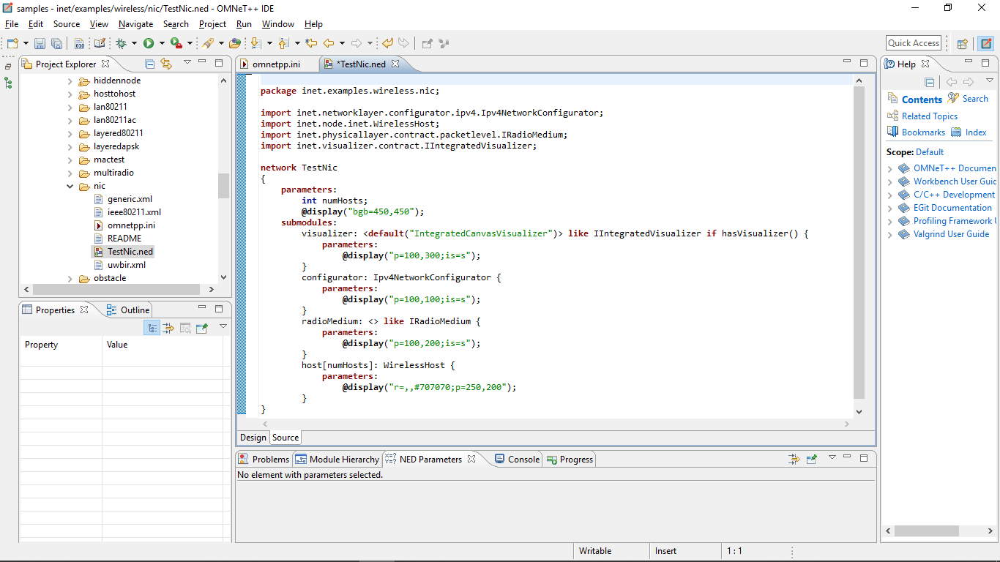 samples - inet/examples/wireless/nic/TestNic.ned - OMNeT++ IDE
File Edit Source View Navigate Search Project Run Window Help
Quick Access
Project Explorer
hiddennode
hosttohost
lan80211
lan80211ac
layered80211
layeredapsk
mactest
multiradio
nic
generic.xml
ieee80211.xml
omnetpp.ini
README
TestNic.ned
uwbir.xml
obstacle
Properties Outline
Property Value
omnetpp.ini *TestNic.ned
package inet.examples.wireless.nic;
import inet.networklayer.configurator.ipv4.Ipv4NetworkConfigurator;
import inet.node.inet.WirelessHost;
import inet.physicallayer.contract.packetlevel.IRadioMedium;
import inet.visualizer.contract.IIntegratedVisualizer;
network TestNic
{
parameters:
int numHosts;
@display("bgb=450,450");
submodules:
visualizer: <default("IntegratedCanvasVisualizer")> like IIntegratedVisualizer if hasVisualizer() {
parameters:
@display("p=100,300;is=s");
}
configurator: Ipv4NetworkConfigurator {
parameters:
@display("p=100,100;is=s");
}
radioMedium: <> like IRadioMedium {
parameters:
@display("p=100,200;is=s");
}
host[numHosts]: WirelessHost {
parameters:
@display("r=,,#707070;p=250,200");
}
}
Design Source
Problems Module Hierarchy NED Parameters Console Progress
No element with parameters selected.
Help
Contents Search
Related Topics
Bookmarks Index
Scope: Default
OMNeT++ Documen
Workbench User Guid
C/C++ Development
EGit Documentation
Profiling Framework U
Valgrind User Guide
Writable Insert 1 : 1